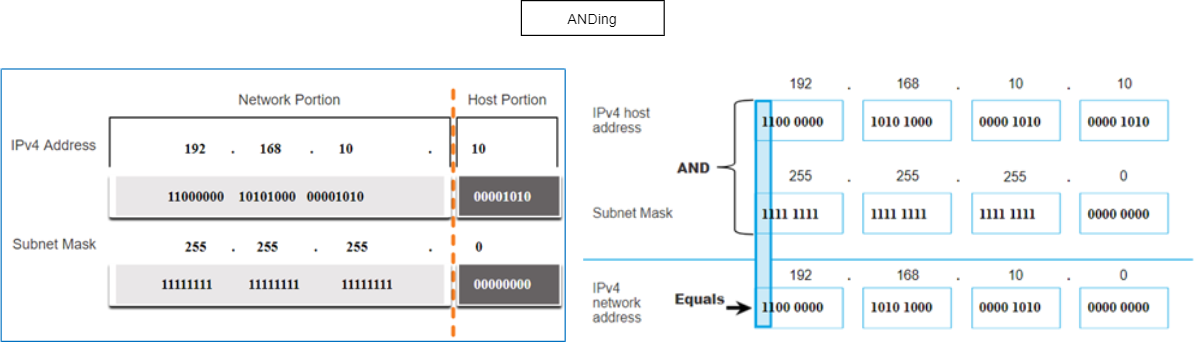 ANDing
Network Portion Host Portion
IPv4 Address
192 . 168 . 10 . 10
11000000 10101000 00001010 00001010
Subnet Mask
255 . 255 . 255 . 0
11111111 11111111 11111111 00000000
192 . 168 . 10 . 10
IPv4 host
address
1100 0000 1010 1000 0000 1010 0000 1010
AND
255 . 255 . 255 . 0
Subnet Mask
1111 1111 1111 1111 1111 1111 0000 0000
192 . 168 . 10 . 0
IPv4
network
address
Equals
1100 0000 1010 1000 0000 1010 0000 0000